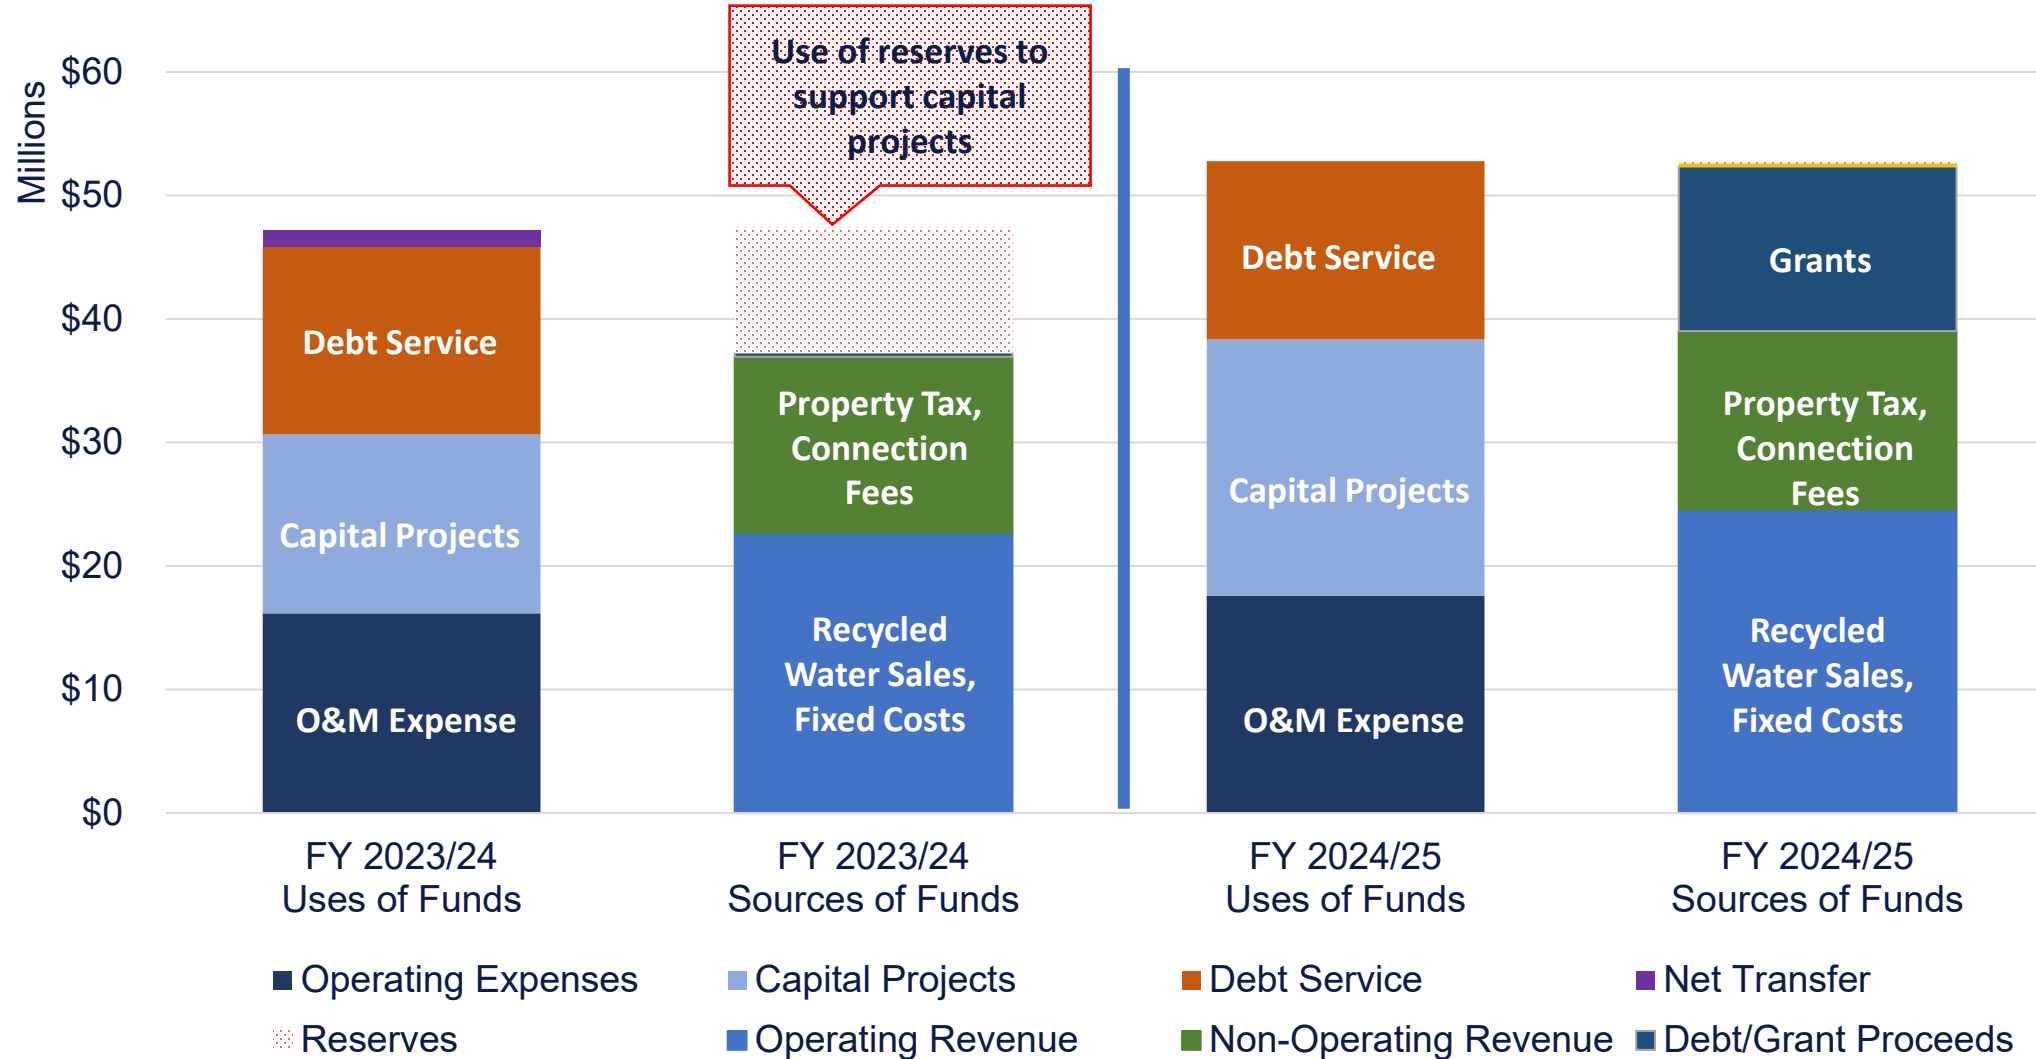 Use of reserves to
support capital
projects
Millions
$60
$50
$40
$30
$20
$10
$0
Debt Service
Capital Projects
O&M Expense
Property Tax,
Connection
Fees
Recycled
Water Sales,
Fixed Costs
Debt Service
Capital Projects
O&M Expense
Grants
Property Tax,
Connection
Fees
Recycled
Water Sales,
Fixed Costs
FY 2023/24
Uses of Funds
FY 2023/24
Sources of Funds
FY 2024/25
Uses of Funds
FY 2024/25
Sources of Funds
Operating Expenses
Capital Projects
Debt Service
Net Transfer
Reserves
Operating Revenue
Non-Operating Revenue
Debt/Grant Proceeds